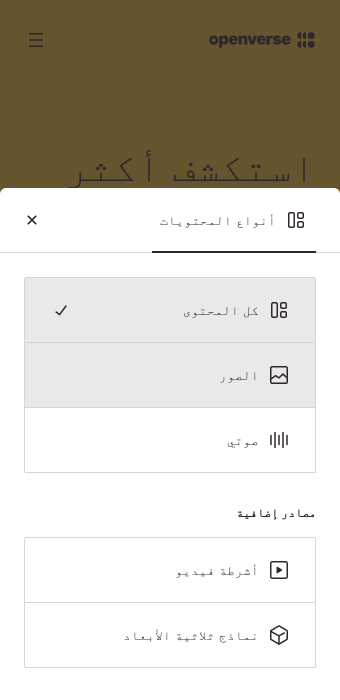 openverse
استكشف أكثر
أنواع المحتويات
كل المحتوى
الصور
صوتي
مصادر إضافية
أشرطة فيديو
نماذج ثلاثية الأبعاد